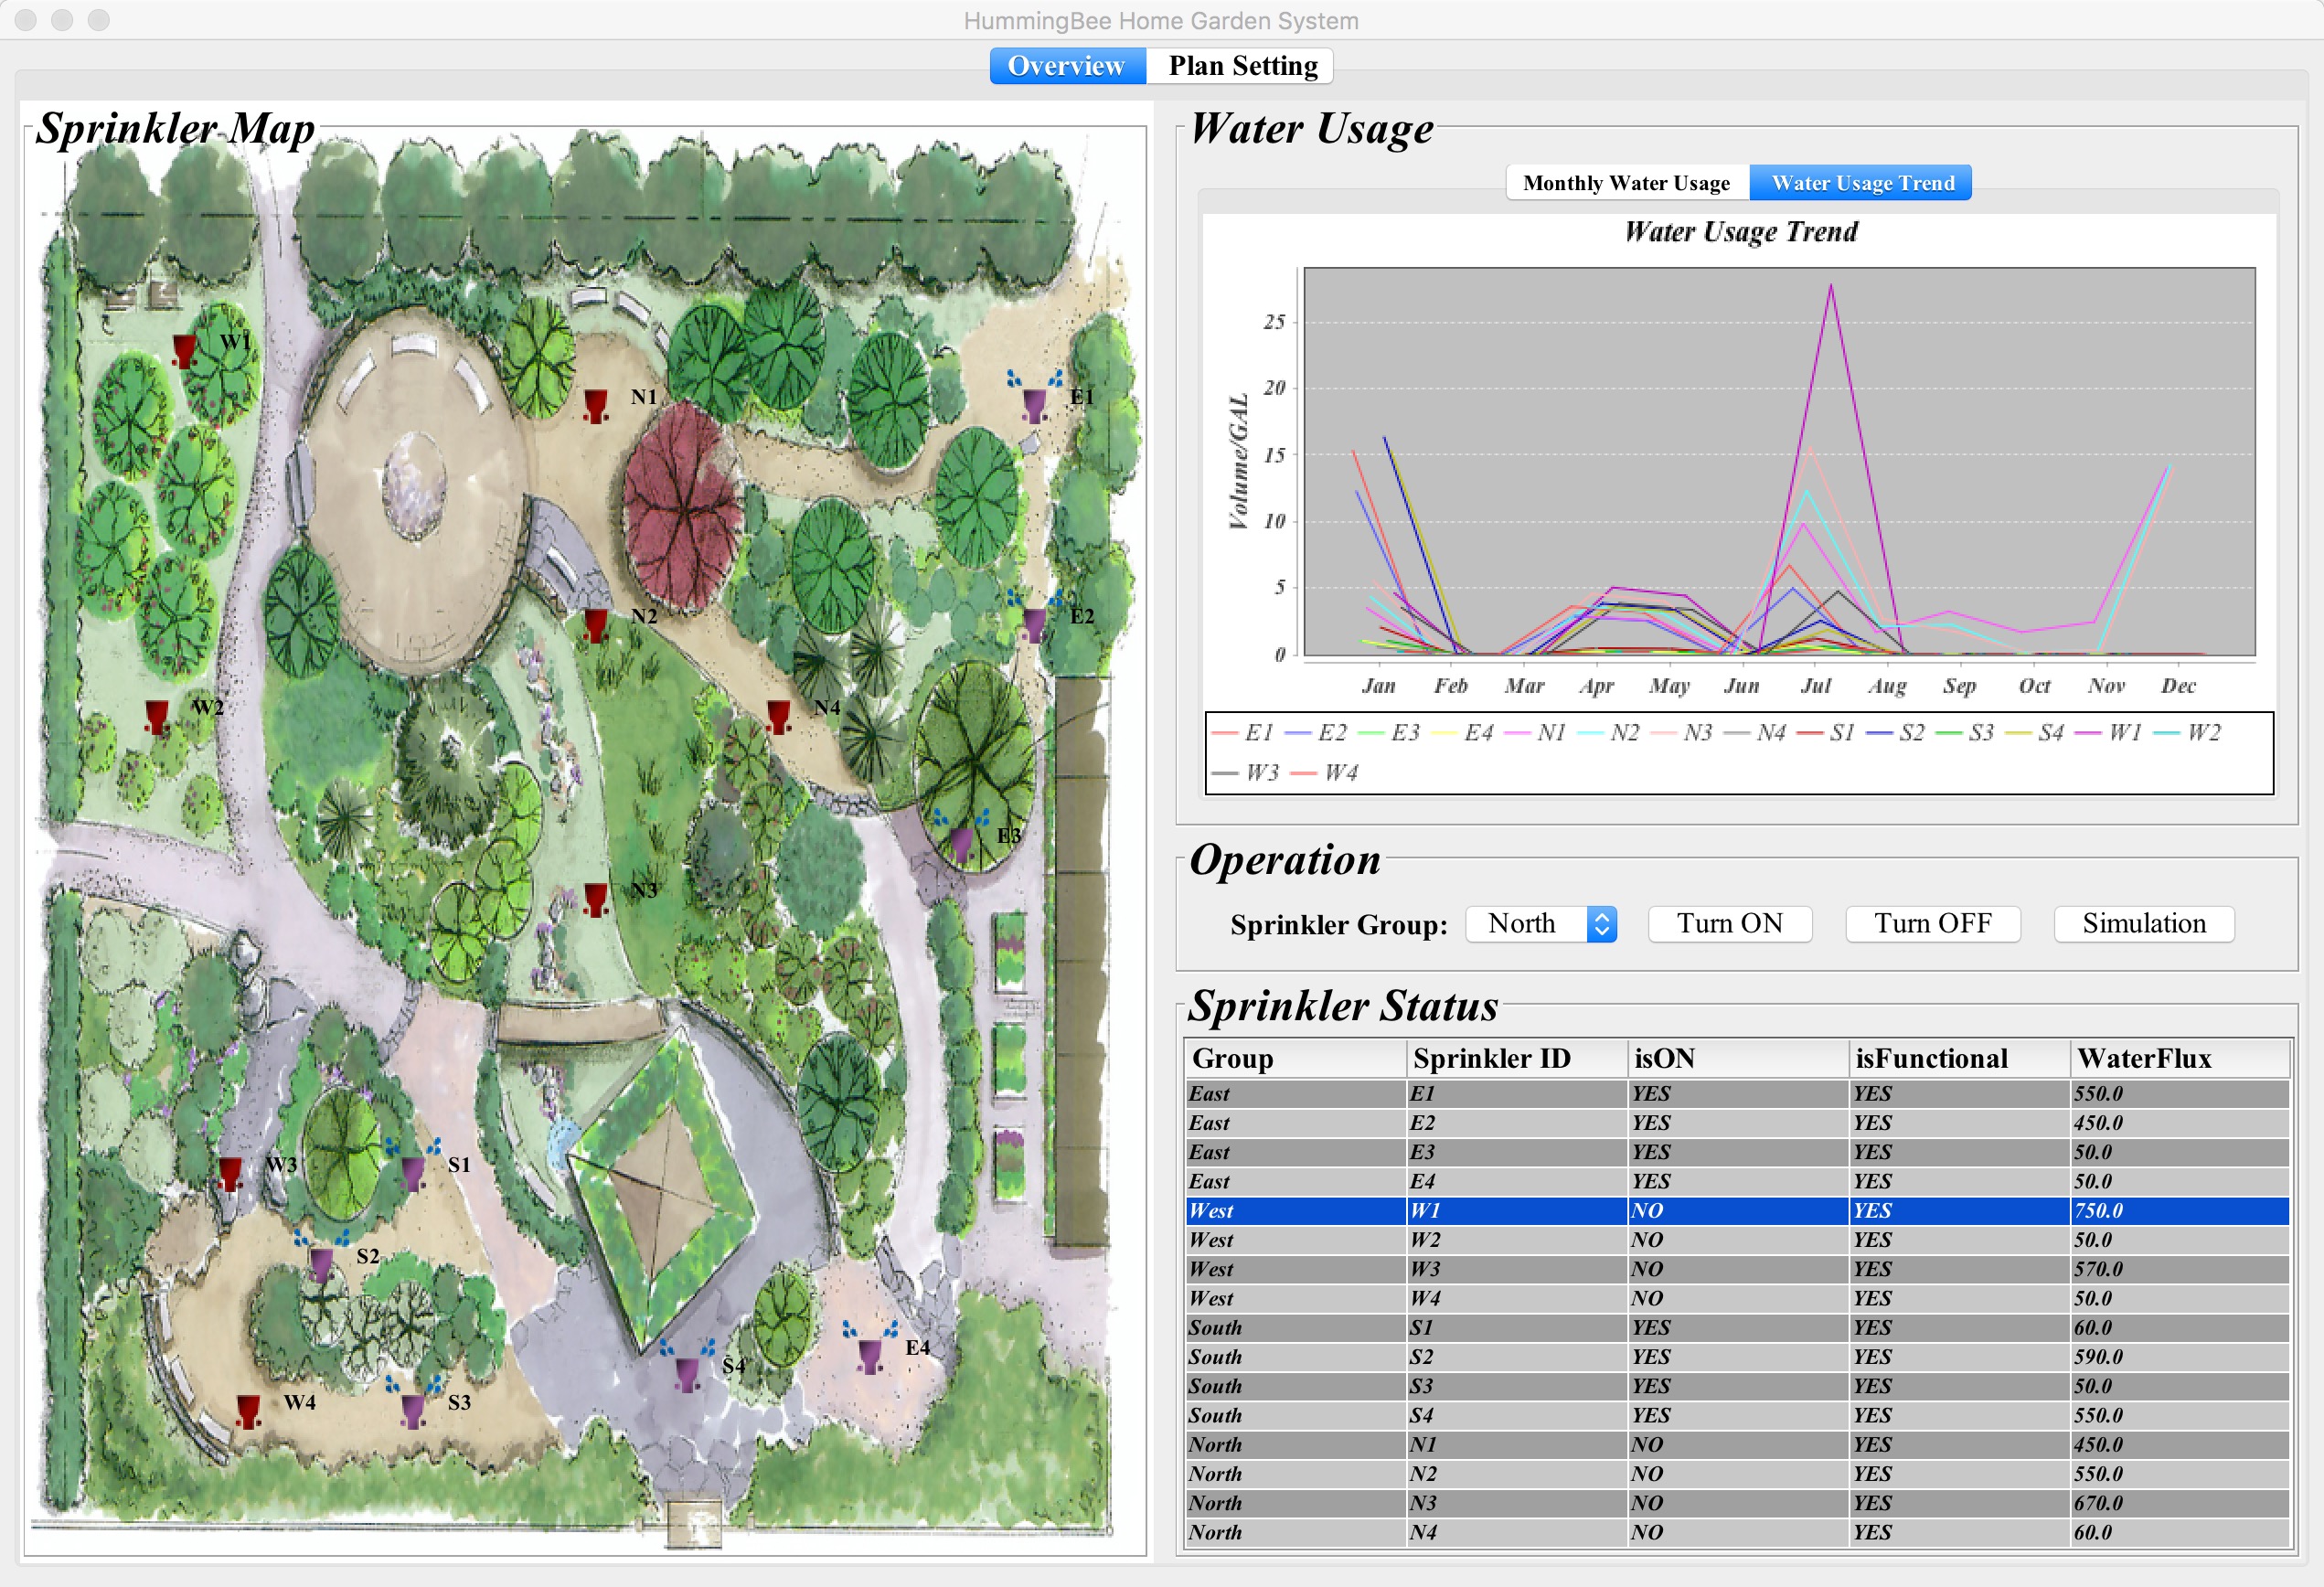 HummingBee Home Garden System
Overview Plan Setting
Sprinkler Map
W1
N1
E1
N2
E2
W2
N4
E3
N3
W3
S1
S2
E4
S4
W4
S3
Water Usage
Monthly Water Usage Water Usage Trend
Water Usage Trend
Volume/GAL
25
20
15
10
5
0
Jan Feb Mar Apr May Jun Jul Aug Sep Oct Nov Dec
E1 E2 E3 E4 N1 N2 N3 N4 S1 S2 S3 S4 W1 W2
W3 W4
Operation
Sprinkler Group: North Turn ON Turn OFF Simulation
Sprinkler Status
Group Sprinkler ID isON isFunctional WaterFlux
East E1 YES YES 550.0
East E2 YES YES 450.0
East E3 YES YES 50.0
East E4 YES YES 50.0
West W1 NO YES 750.0
West W2 NO YES 50.0
West W3 NO YES 570.0
West W4 NO YES 50.0
South S1 YES YES 60.0
South S2 YES YES 590.0
South S3 YES YES 50.0
South S4 YES YES 550.0
North N1 NO YES 450.0
North N2 NO YES 550.0
North N3 NO YES 670.0
North N4 NO YES 60.0